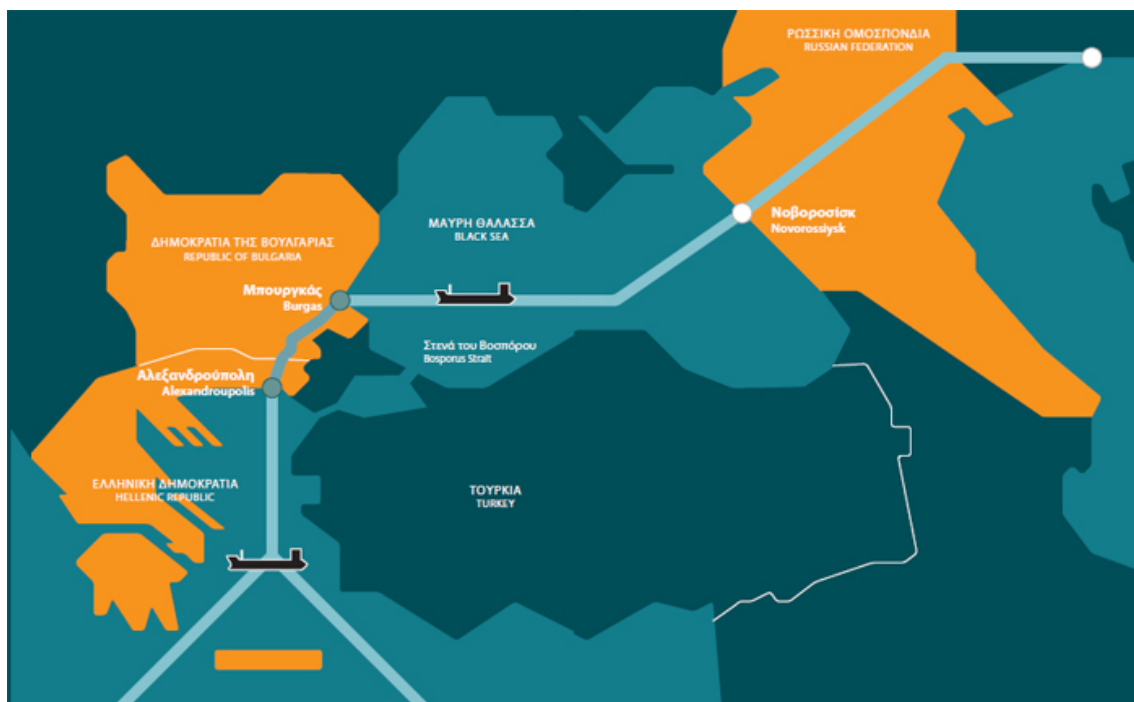 ΡΩΣΣΙΚΗ ΟΜΟΣΠΟΝΔΙΑ
RUSSIAN FEDERATION
Νοβοροσίσκ
Novorossiysk
ΜΑΥΡΗ ΘΑΛΑΣΣΑ
BLACK SEA
ΔΗΜΟΚΡΑΤΙΑ ΤΗΣ ΒΟΥΛΓΑΡΙΑΣ
REPUBLIC OF BULGARIA
Μπουργκάς
Burgas
Στενά του Βοσπόρου
Bosporus Strait
Αλεξανδρούπολη
Alexandroupolis
ΕΛΛΗΝΙΚΗ ΔΗΜΟΚΡΑΤΙΑ
HELLENIC REPUBLIC
ΤΟΥΡΚΙΑ
TURKEY